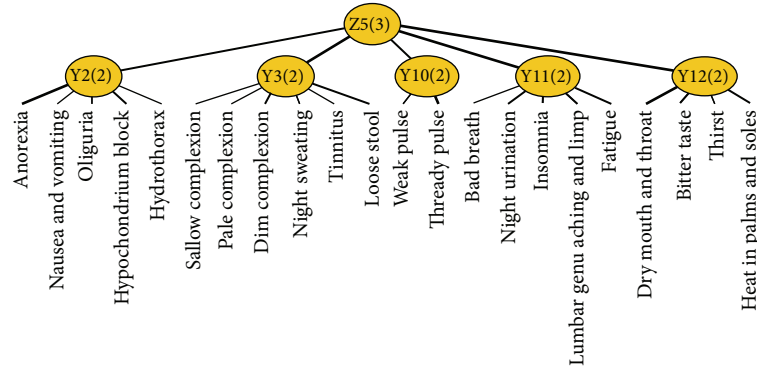 Z5(3)
Y2(2)
Y3(2)
Y10(2)
Y11(2)
Y12(2)
Anorexia
Nausea and vomiting
Oliguria
Hypochondrium block
Hydrothorax
Sallow complexion
Pale complexion
Dim complexion
Night sweating
Tinnitus
Loose stool
Weak pulse
Thready pulse
Bad breath
Night urination
Insomnia
Lumbar genu aching and limp
Fatigue
Dry mouth and throat
Bitter taste
Thirst
Heat in palms and soles